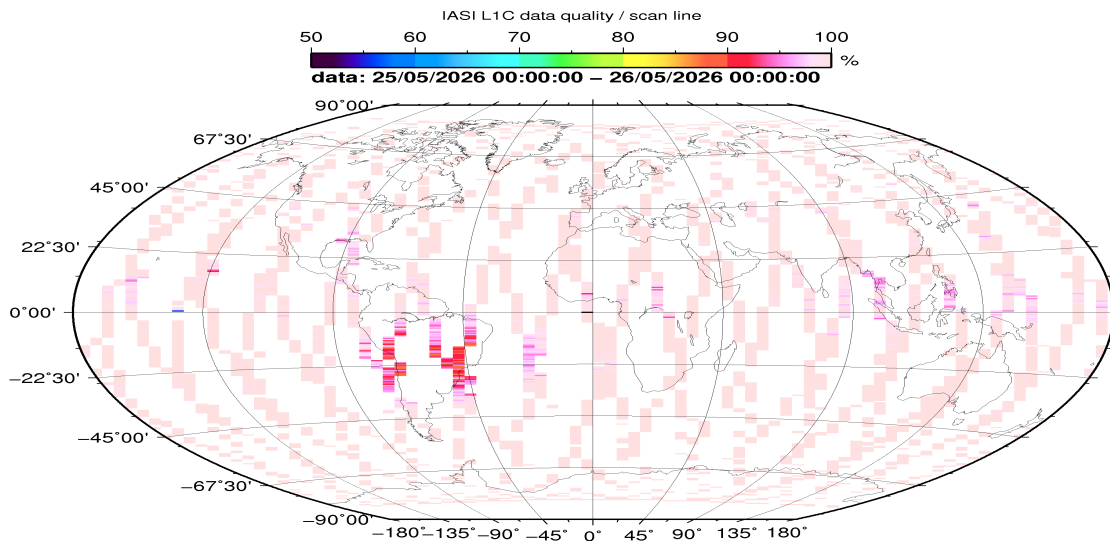 IASI L1C data quality / scan line
50 60 70 80 90 100
%
data: 25/05/2026 00:00:00 – 26/05/2026 00:00:00
90°00'
67°30'
45°00'
22°30'
0°00'
−22°30'
−45°00'
−67°30'
−90°00'
−180° −135° −90° −45° 0° 45° 90° 135° 180°